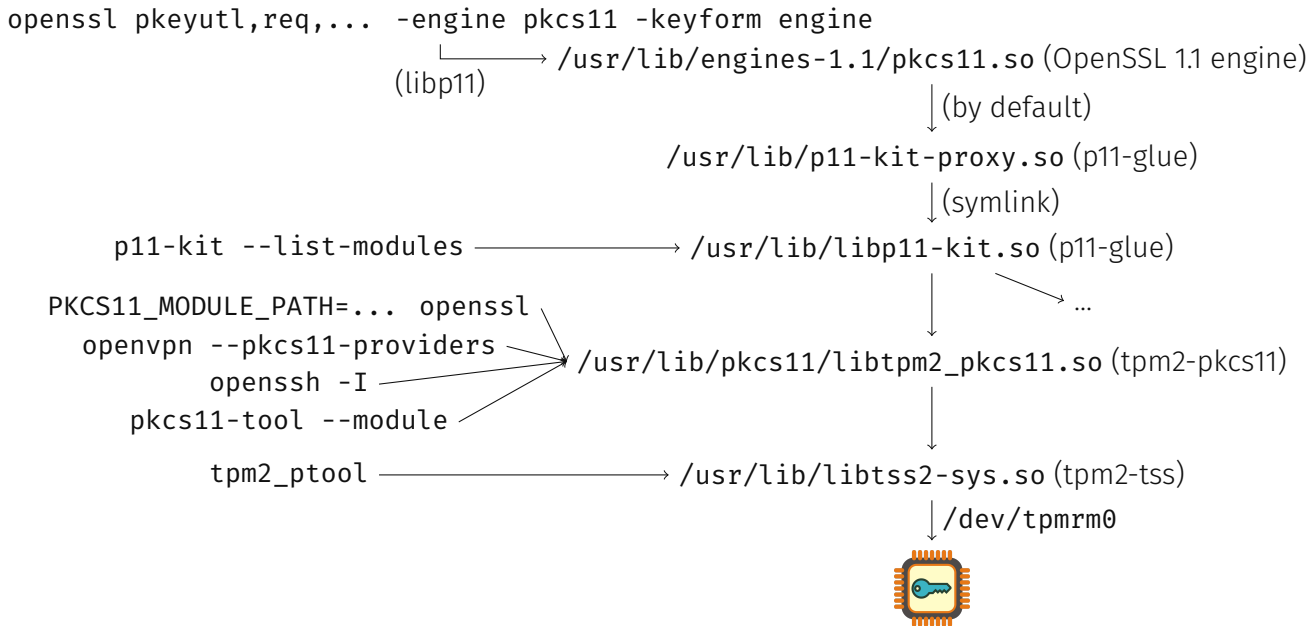 openssl pkeyutl,req,... -engine pkcs11 -keyform engine
/usr/lib/engines-1.1/pkcs11.so (OpenSSL 1.1 engine)
(libp11)
(by default)
/usr/lib/p11-kit-proxy.so (p11-glue)
(symlink)
p11-kit --list-modules
/usr/lib/libp11-kit.so (p11-glue)
PKCS11_MODULE_PATH=... openssl
...
openvpn --pkcs11-providers
/usr/lib/pkcs11/libtpm2_pkcs11.so (tpm2-pkcs11)
openssh -I
pkcs11-tool --module
tpm2_ptool
/usr/lib/libtss2-sys.so (tpm2-tss)
/dev/tpmrm0